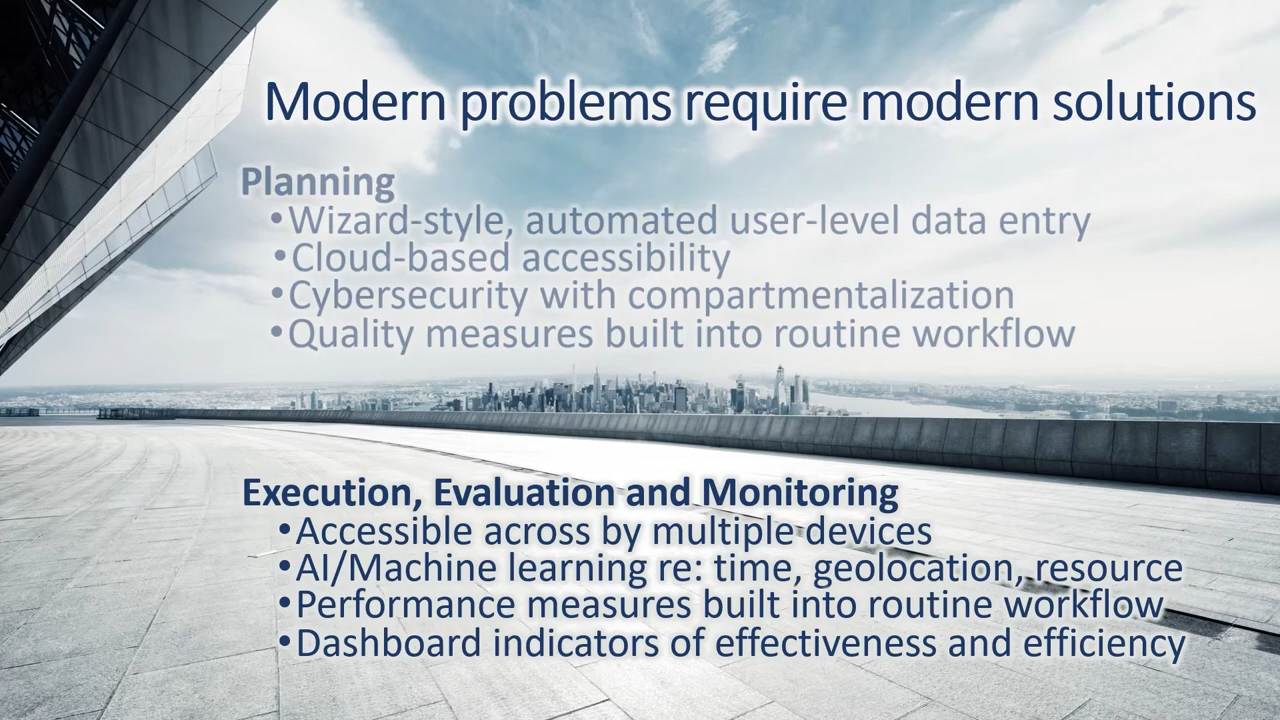 Modern problems require modern solutions
Planning
•Wizard-style, automated user-level data entry
•Cloud-based accessibility
•Cybersecurity with compartmentalization
•Quality measures built into routine workflow
Execution, Evaluation and Monitoring
•Accessible across by multiple devices
•AI/Machine learning re: time, geolocation, resource
•Performance measures built into routine workflow
•Dashboard indicators of effectiveness and efficiency